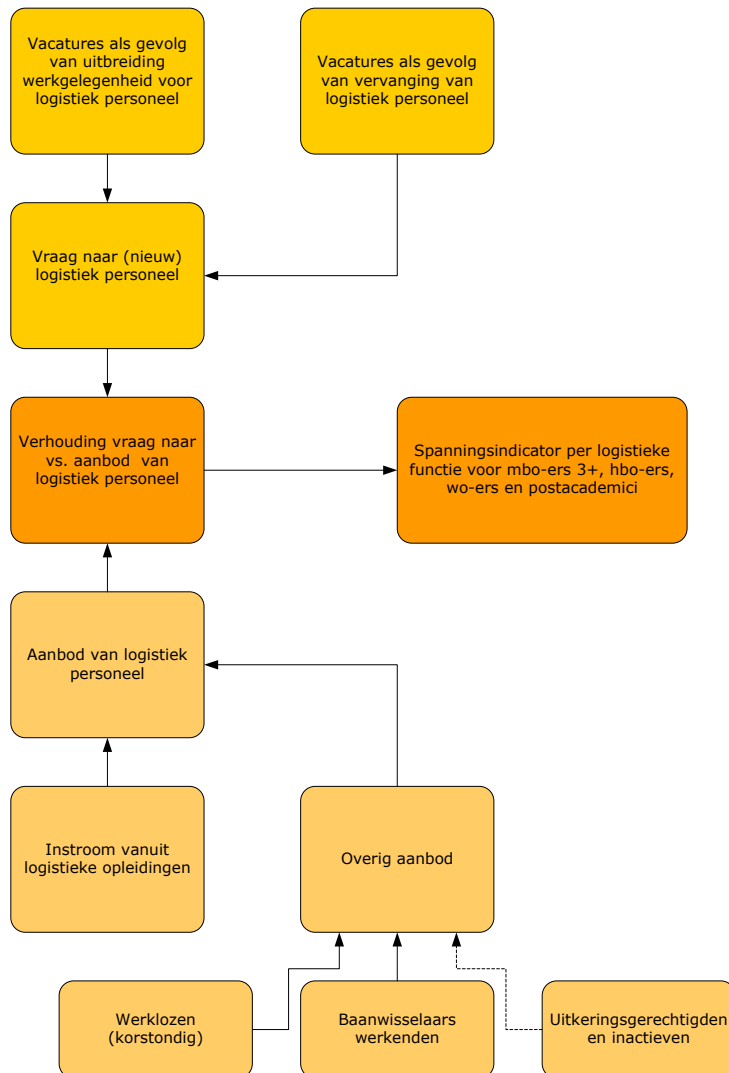 Vacatures als gevolg
van uitbreiding
werkgelegenheid voor
logistiek personeel
Vacatures als gevolg
van vervanging van
logistiek personeel
Vraag naar (nieuw)
logistiek personeel
Verhouding vraag naar
vs. aanbod van
logistiek personeel
Spanningsindicator per logistieke
functie voor mbo-ers 3+, hbo-ers,
wo-ers en postacademici
Aanbod van logistiek
personeel
Instroom vanuit
logistieke opleidingen
Overig aanbod
Werklozen
(korstondig)
Baanwisselaars
werkenden
Uitkeringsgerechtigden
en inactieven